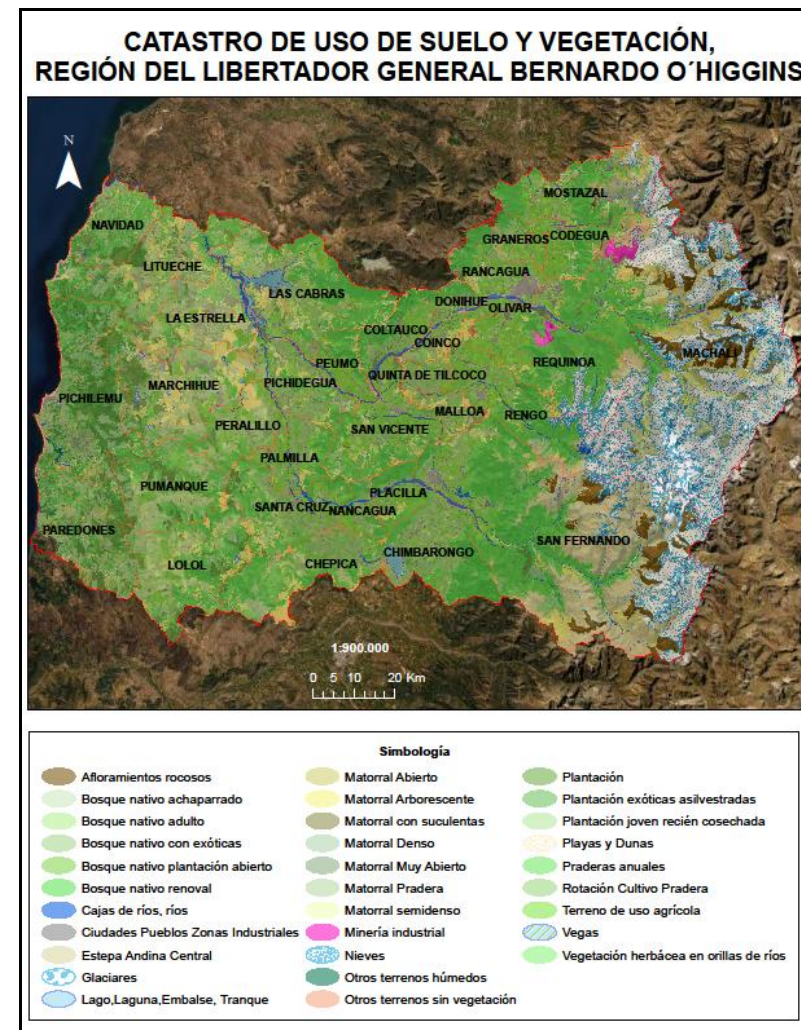 CATASTRO DE USO DE SUELO Y VEGETACIÓN,
REGIÓN DEL LIBERTADOR GENERAL BERNARDO O´HIGGINS
N
MOSTAZAL
NAVIDAD
GRANEROS CODEGUA
LITUECHE
RANCAGUA
LAS CABRAS
DONIHUE
OLIVAR
LA ESTRELLA
COLTAUCO
COINCO
MACHALI
PEUMO
REQUINOA
QUINTA DE TILCOCO
MARCHIHUE
PICHIDEGUA
PICHILEMU
MALLOA
RENGO
PERALILLO
SAN VICENTE
PALMILLA
PUMANQUE
PLACILLA
SANTA CRUZ
NANCAGUA
PAREDONES
SAN FERNANDO
CHIMBARONGO
LOLOL
CHEPICA
1:900.000
0 5 10 20 Km
Simbología
Afloramientos rocosos
Bosque nativo achaparrado
Bosque nativo adulto
Bosque nativo con exóticas
Bosque nativo plantación abierto
Bosque nativo renoval
Cajas de ríos, ríos
Ciudades Pueblos Zonas Industriales
Estepa Andina Central
Glaciares
Lago,Laguna,Embalse, Tranque
Matorral Abierto
Matorral Arborescente
Matorral con suculentas
Matorral Denso
Matorral Muy Abierto
Matorral Pradera
Matorral semidenso
Minería industrial
Nieves
Otros terrenos húmedos
Otros terrenos sin vegetación
Plantación
Plantación exóticas asilvestradas
Plantación joven recién cosechada
Playas y Dunas
Praderas anuales
Rotación Cultivo Pradera
Terreno de uso agrícola
Vegas
Vegetación herbácea en orillas de ríos